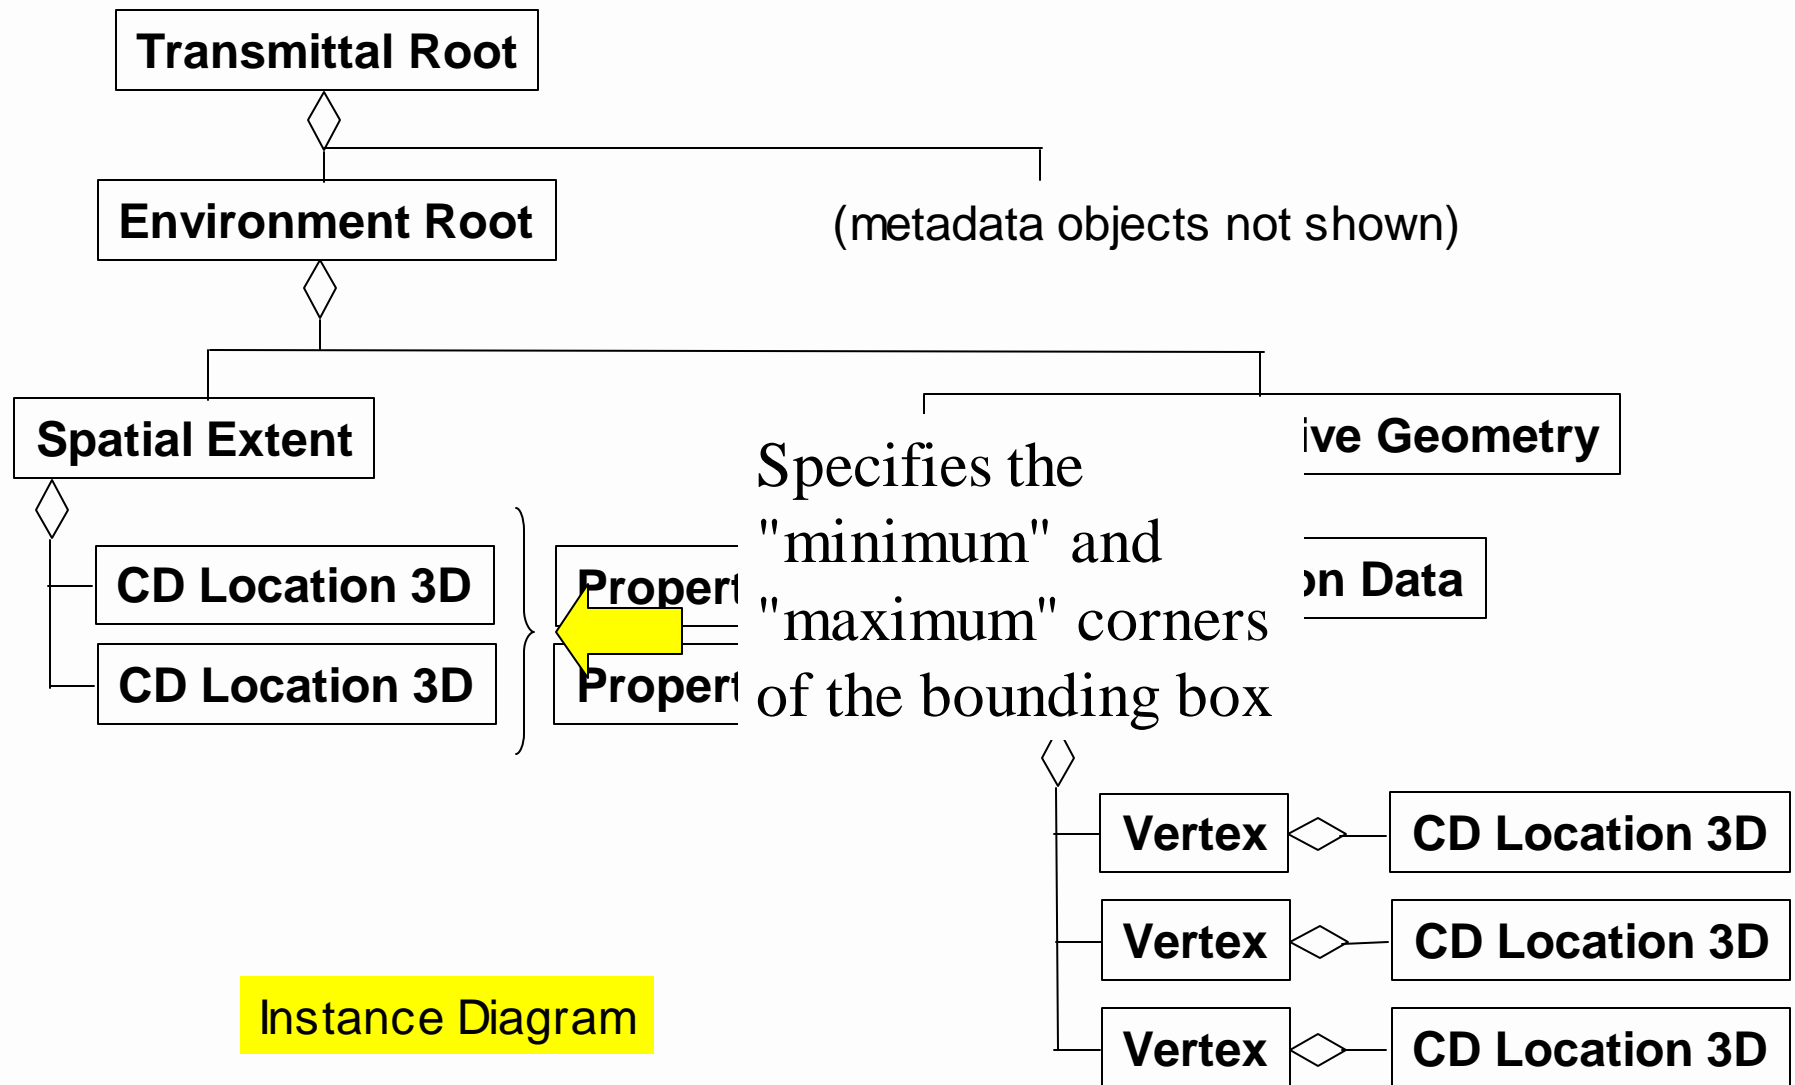 Transmittal Root
Environment Root
(metadata objects not shown)
Spatial Extent
Geometry
Specifies the
"minimum" and
"maximum" corners
of the bounding box
CD Location 3D
Data
CD Location 3D
Vertex
CD Location 3D
Vertex
CD Location 3D
Vertex
CD Location 3D
Instance Diagram